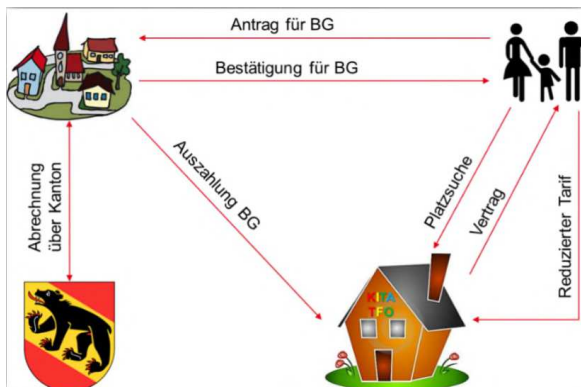 Antrag für BG
Bestätigung für BG
Auszahlung BG
Abrechnung
über Kanton
Platzsuche
Vertrag
Reduzierter Tarif
KITA
TFO